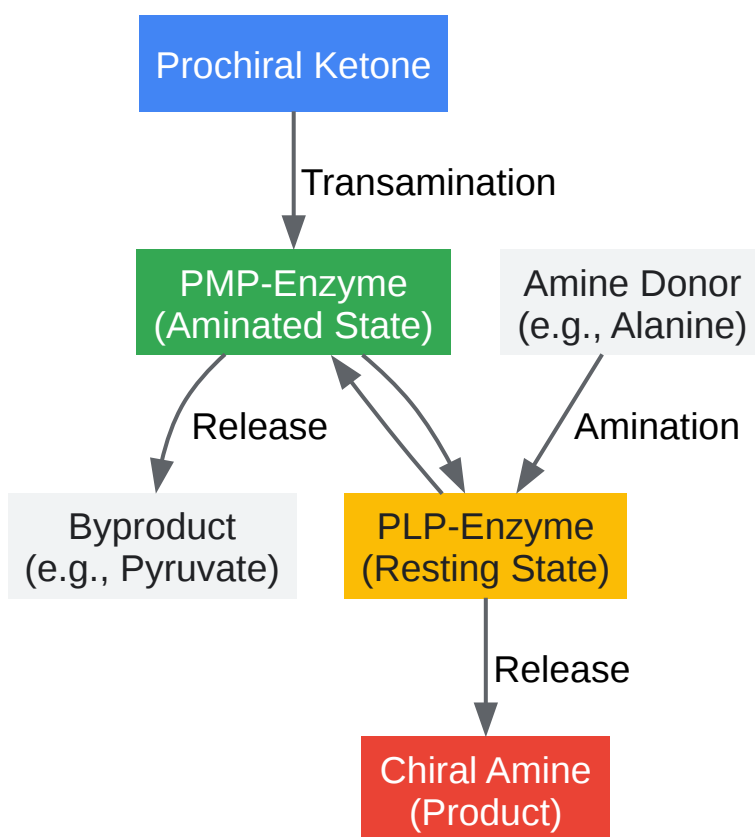 Prochiral Ketone
Transamination
PMP-Enzyme
(Aminated State)
Amine Donor
(e.g., Alanine)
Release
Amination
Byproduct
(e.g., Pyruvate)
PLP-Enzyme
(Resting State)
Release
Chiral Amine
(Product)